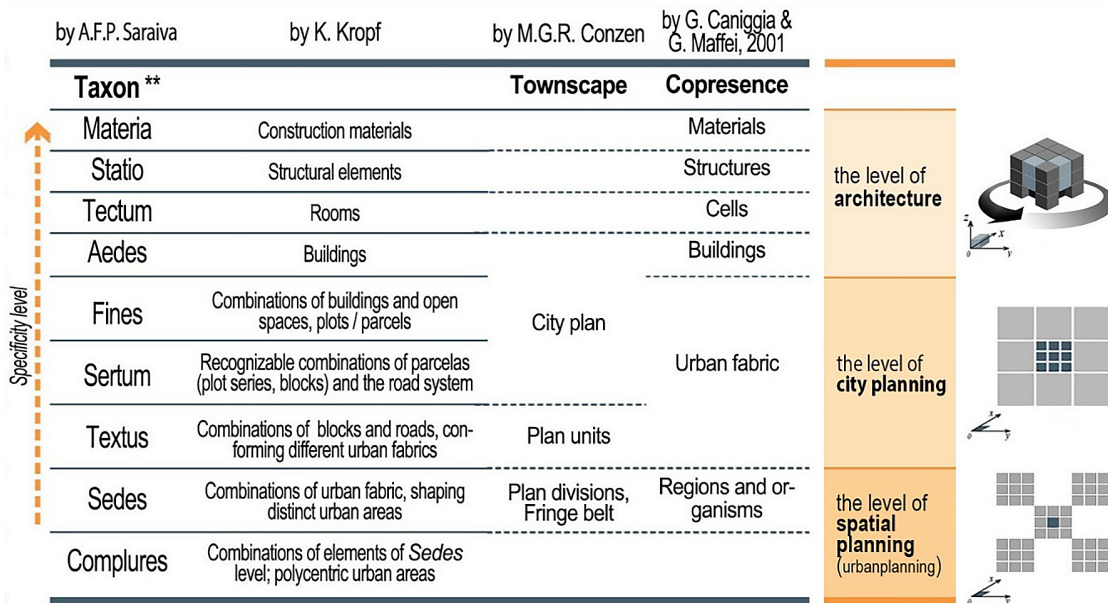 by A.F.P. Saraiva
by K. Kropf
by M.G.R. Conzen
by G. Caniggia &
G. Maffei, 2001
Taxon **
Townscape
Copresence
Materia
Construction materials
Materials
Statio
Structural elements
Structures
Tectum
Rooms
Cells
Aedes
Buildings
Buildings
the level of
architecture
Fines
Combinations of buildings and open
spaces, plots / parcels
City plan
Sertum
Recognizable combinations of parcelas
(plot series, blocks) and the road system
Urban fabric
the level of
city planning
Textus
Combinations of blocks and roads, con-
forming different urban fabrics
Plan units
Sedes
Combinations of urban fabric, shaping
distinct urban areas
Plan divisions,
Fringe belt
Regions and or-
ganisms
the level of
spatial
planning
(urbanplanning)
Complures
Combinations of elements of Sedes
level; polycentric urban areas
Specificity level
z
x
0
y
x
0
y
x
0
y